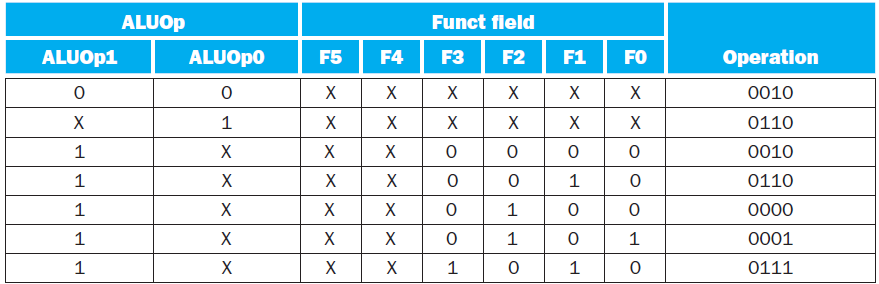 ALUOp Funct field
ALUOp1 ALUOp0 F5 F4 F3 F2 F1 F0 Operation
0 0 X X X X X X 0010
X 1 X X X X X X 0110
1 X X X 0 0 0 0 0010
1 X X X 0 0 1 0 0110
1 X X X 0 1 0 0 0000
1 X X X 0 1 0 1 0001
1 X X X 1 0 1 0 0111